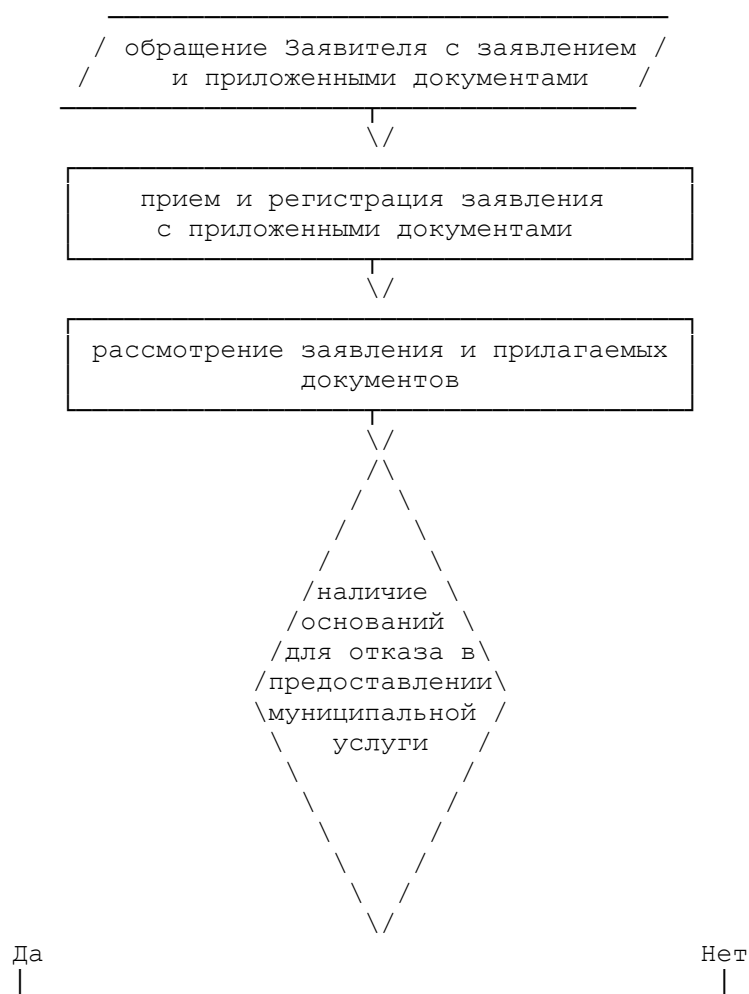 обращение Заявителя с заявлением
и приложенными документами
прием и регистрация заявления
с приложенными документами
рассмотрение заявления и прилагаемых
документов
наличие
оснований
для отказа в
предоставлении
муниципальной
услуги
Да Нет